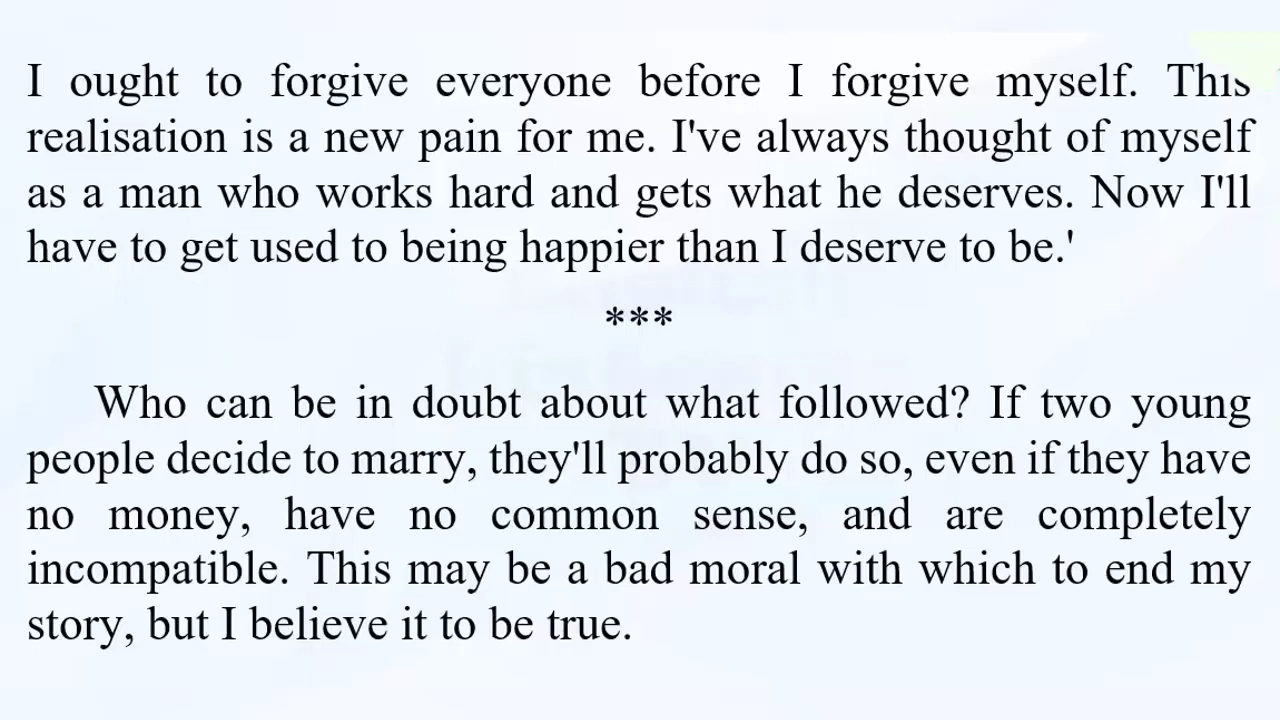 I ought to forgive everyone before I forgive myself. This
realisation is a new pain for me. I've always thought of myself
as a man who works hard and gets what he deserves. Now I'll
have to get used to being happier than I deserve to be.'
***
Who can be in doubt about what followed? If two young
people decide to marry, they'll probably do so, even if they have
no money, have no common sense, and are completely
incompatible. This may be a bad moral with which to end my
story, but I believe it to be true.